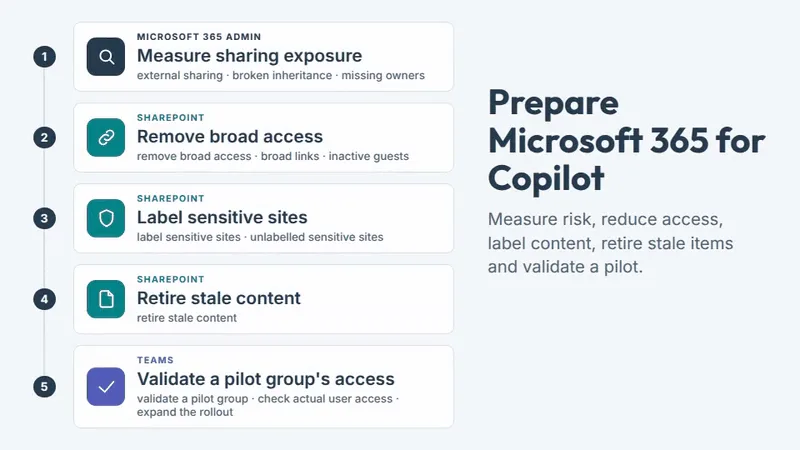 1
MICROSOFT 365 ADMIN
Measure sharing exposure
external sharing · broken inheritance · missing owners
2
SHAREPOINT
Remove broad access
remove broad access · broad links · inactive guests
3
SHAREPOINT
Label sensitive sites
label sensitive sites · unlabelled sensitive sites
4
SHAREPOINT
Retire stale content
retire stale content
5
TEAMS
Validate a pilot group's access
validate a pilot group · check actual user access ·
expand the rollout
Prepare
Microsoft 365 for
Copilot
Measure risk, reduce access,
label content, retire stale items
and validate a pilot.